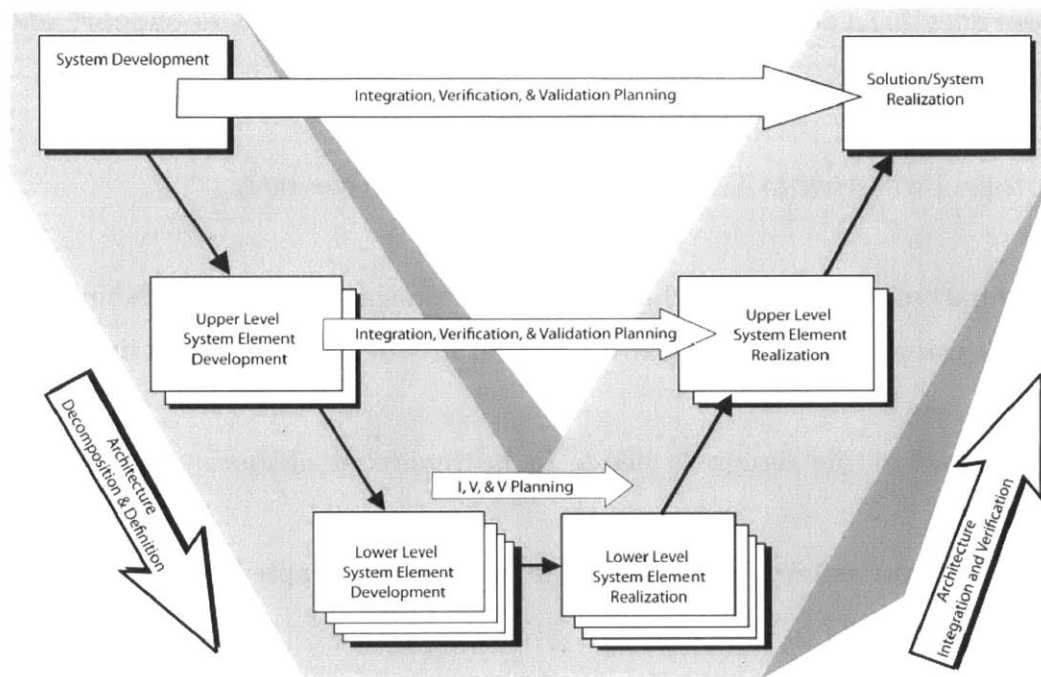 System Development
Integration, Verification, & Validation Planning
Solution/System
Realization
Upper Level
System Element
Development
Integration, Verification, & Validation Planning
Upper Level
System Element
Realization
Architecture
Decomposition & Definition
I, V, & V Planning
Lower Level
System Element
Development
Lower Level
System Element
Realization
Architecture
Integration and Verification